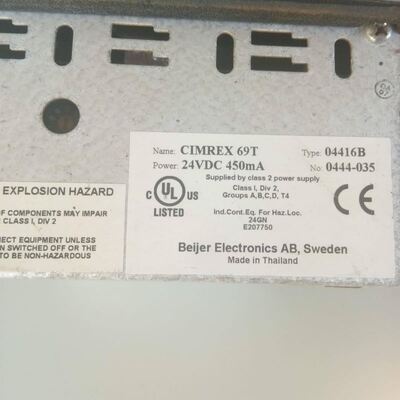 Name: CIMREX 69T Type: 04416B
Power: 24VDC 450mA No: 0444-035
Supplied by class 2 power supply
Class I, Div 2,
Groups A,B,C,D, T4
C UL US
LISTED
Ind.Cont.Eq. For Haz.Loc.
24GN
E207750
CE
Beijer Electronics AB, Sweden
Made in Thailand
EXPLOSION HAZARD
OF COMPONENTS MAY IMPAIR
CLASS I, DIV 2
NECT EQUIPMENT UNLESS
N SWITCHED OFF OR THE
TO BE NON-HAZARDOUS